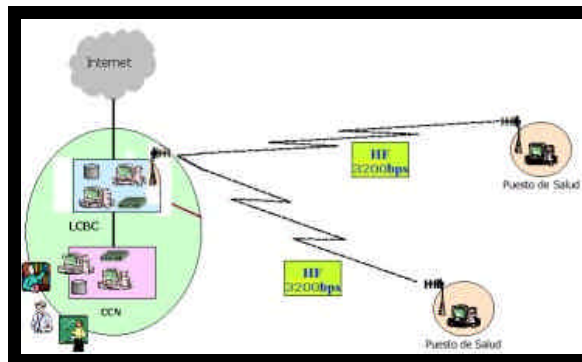 Internet
HF
3200bps
Puesto de Salud
LCBC
HF
3200bps
CCN
Puesto de Salud